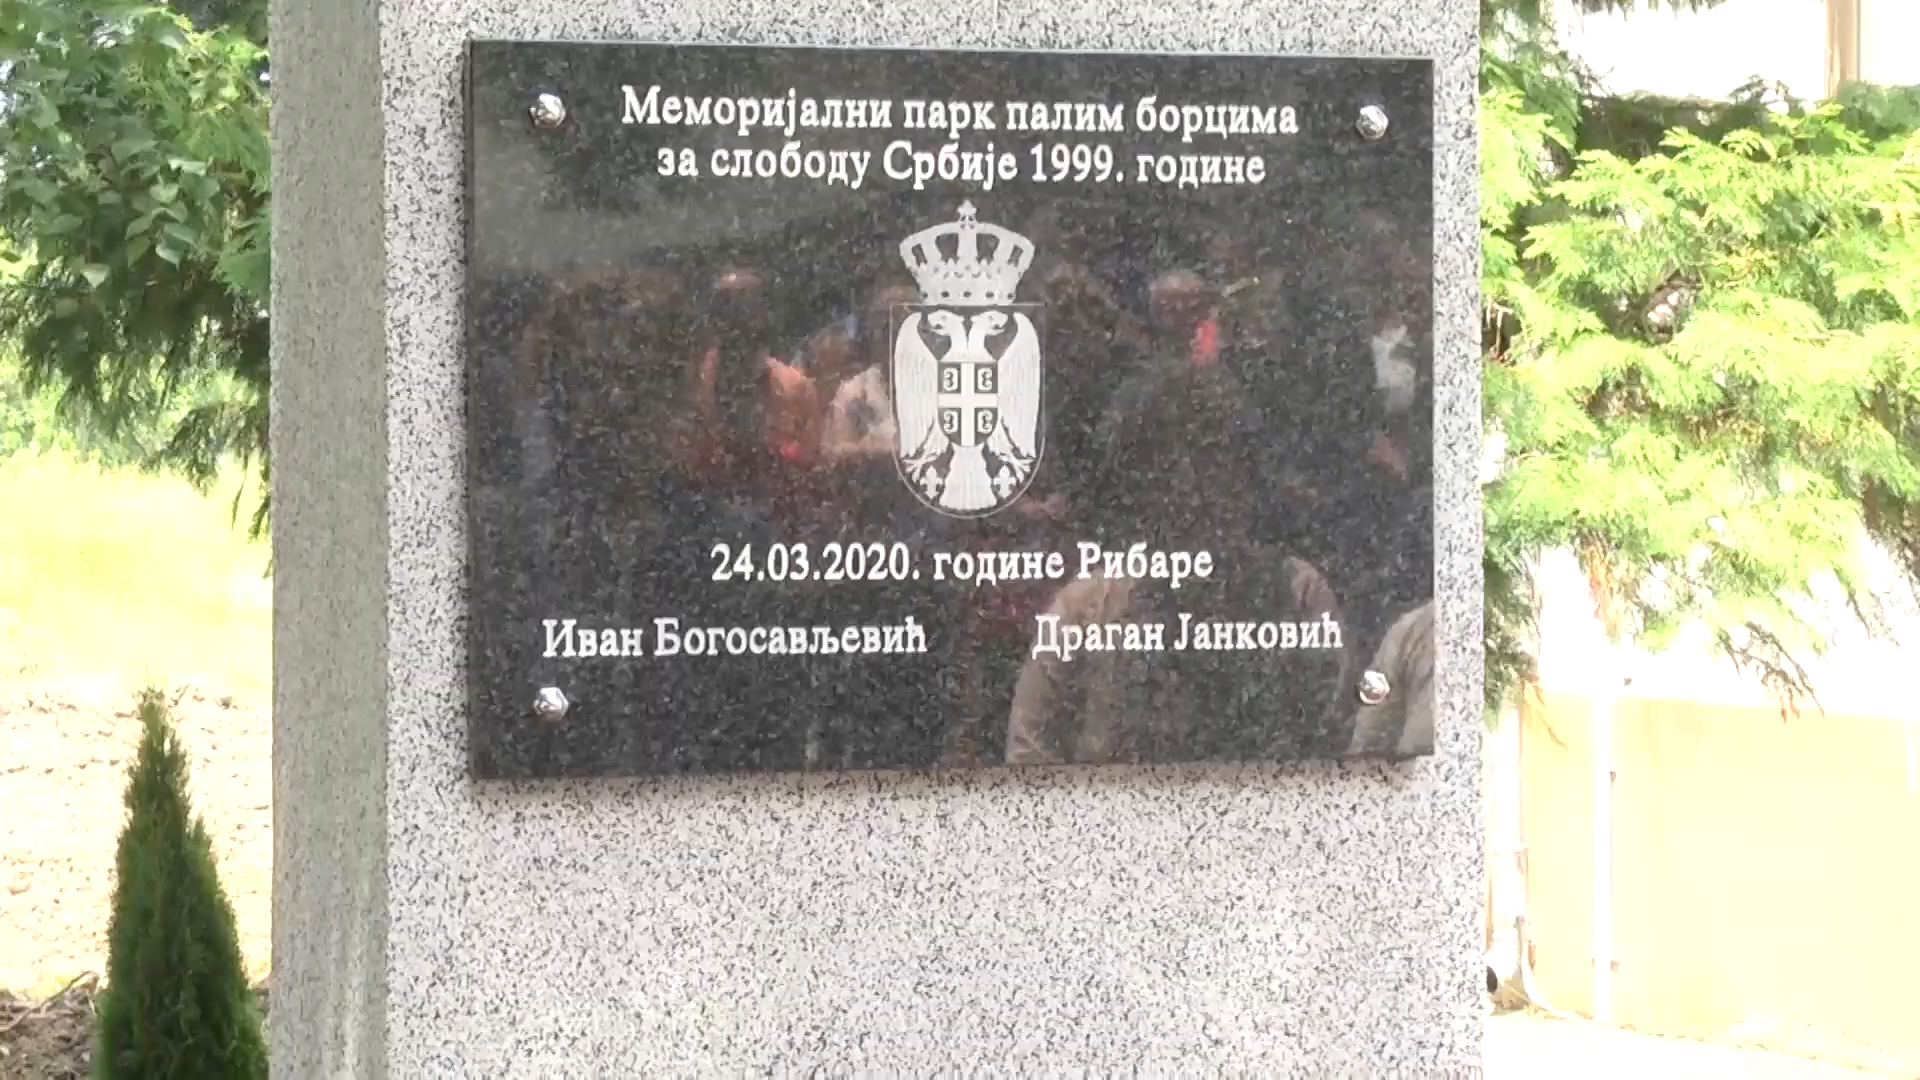 Меморијални парк палим борцима
за слободу Србије 1999. године
24.03.2020. године Рибаре
Иван Богосављевић Драган Јанковић